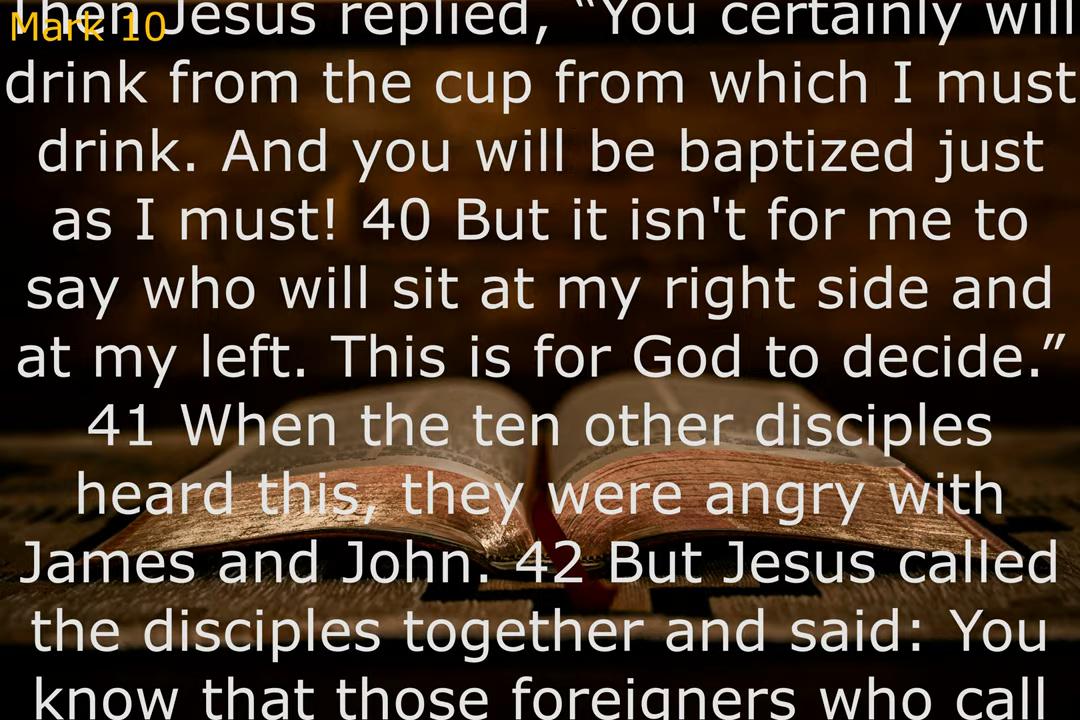 Mark 10
Then Jesus replied, “You certainly will
drink from the cup from which I must
drink. And you will be baptized just
as I must! 40 But it isn't for me to
say who will sit at my right side and
at my left. This is for God to decide.”
41 When the ten other disciples
heard this, they were angry with
James and John. 42 But Jesus called
the disciples together and said: You
know that those foreigners who call